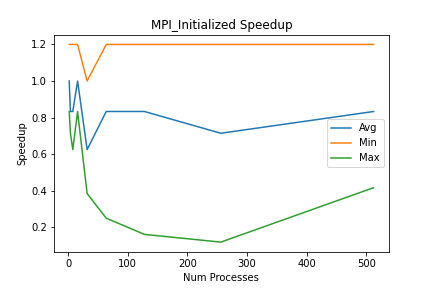 MPI_Initialized Speedup
1.2
1.0
0.8
0.6
0.4
0.2
Speedup
Avg
Min
Max
0 100 200 300 400 500
Num Processes